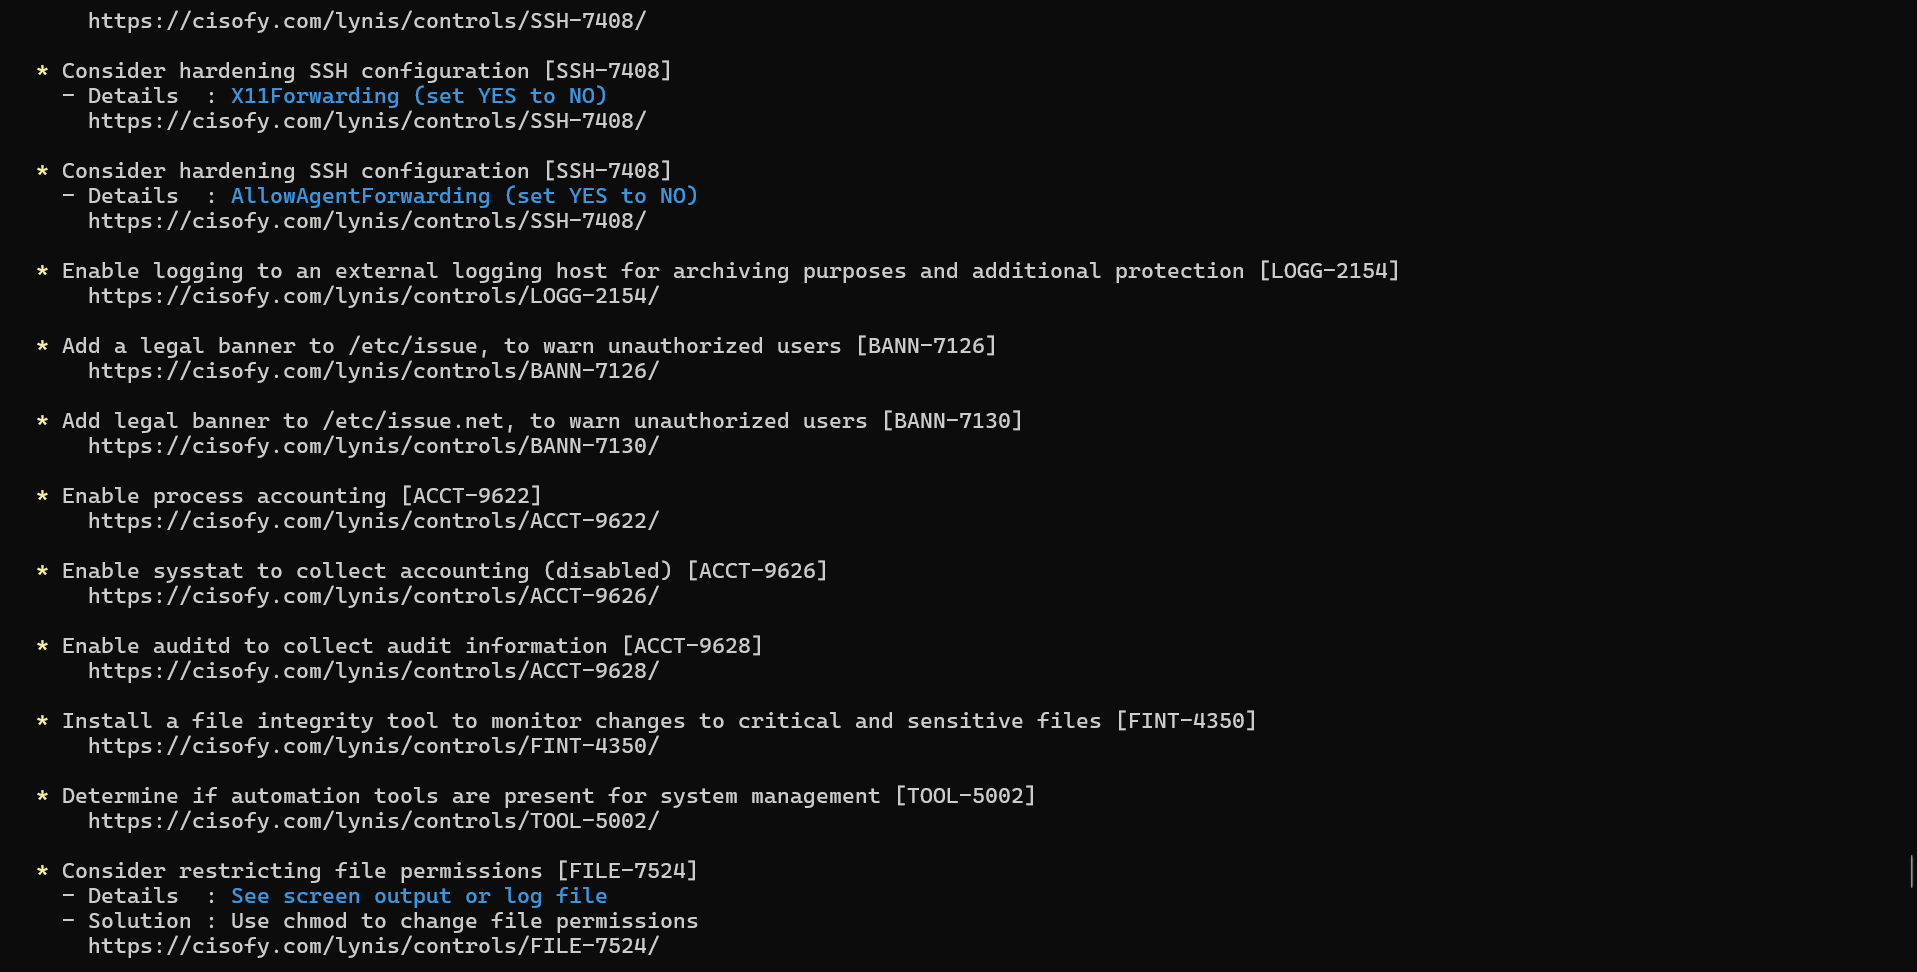 https://cisofy.com/lynis/controls/SSH-7408/
* Consider hardening SSH configuration [SSH-7408]
- Details  : X11Forwarding (set YES to NO)
https://cisofy.com/lynis/controls/SSH-7408/
* Consider hardening SSH configuration [SSH-7408]
- Details  : AllowAgentForwarding (set YES to NO)
https://cisofy.com/lynis/controls/SSH-7408/
* Enable logging to an external logging host for archiving purposes and additional protection [LOGG-2154]
https://cisofy.com/lynis/controls/LOGG-2154/
* Add a legal banner to /etc/issue, to warn unauthorized users [BANN-7126]
https://cisofy.com/lynis/controls/BANN-7126/
* Add legal banner to /etc/issue.net, to warn unauthorized users [BANN-7130]
https://cisofy.com/lynis/controls/BANN-7130/
* Enable process accounting [ACCT-9622]
https://cisofy.com/lynis/controls/ACCT-9622/
* Enable sysstat to collect accounting (disabled) [ACCT-9626]
https://cisofy.com/lynis/controls/ACCT-9626/
* Enable auditd to collect audit information [ACCT-9628]
https://cisofy.com/lynis/controls/ACCT-9628/
* Install a file integrity tool to monitor changes to critical and sensitive files [FINT-4350]
https://cisofy.com/lynis/controls/FINT-4350/
* Determine if automation tools are present for system management [TOOL-5002]
https://cisofy.com/lynis/controls/TOOL-5002/
* Consider restricting file permissions [FILE-7524]
- Details  : See screen output or log file
- Solution : Use chmod to change file permissions
https://cisofy.com/lynis/controls/FILE-7524/